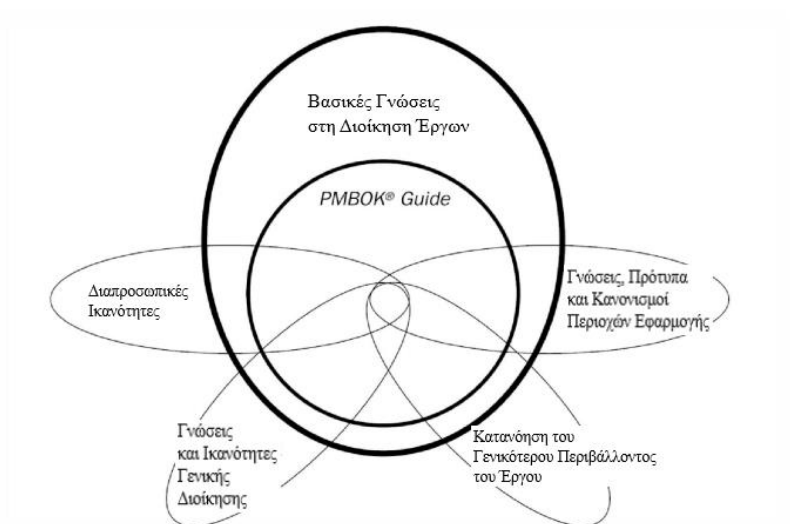 Βασικές Γνώσεις
στη Διοίκηση Έργων
PMBOK® Guide
Διαπροσωπικές
Ικανότητες
Γνώσεις, Πρότυπα
και Κανονισμοί
Περιοχών Εφαρμογής
Γνώσεις
και Ικανότητες
Γενικής
Διοίκησης
Κατανόηση του
Γενικότερου Περιβάλλοντος
του Έργου